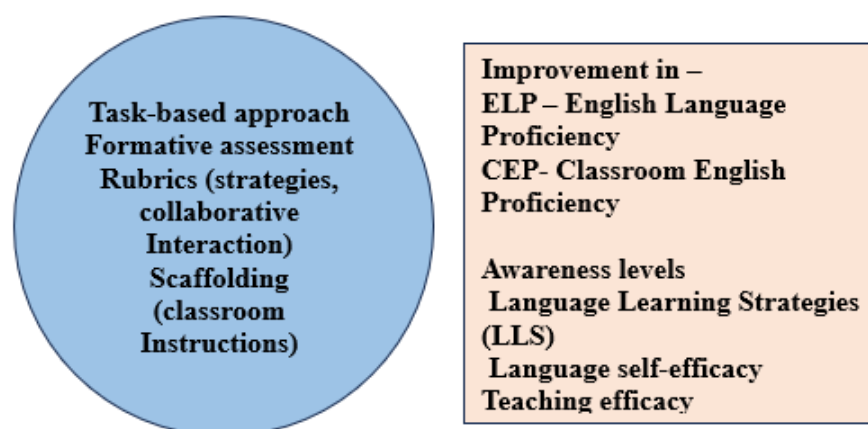 Task-based approach
Formative assessment
Rubrics (strategies,
collaborative
Interaction)
Scaffolding
(classroom
Instructions)
Improvement in –
ELP – English Language
Proficiency
CEP- Classroom English
Proficiency
Awareness levels
Language Learning Strategies
(LLS)
Language self-efficacy
Teaching efficacy